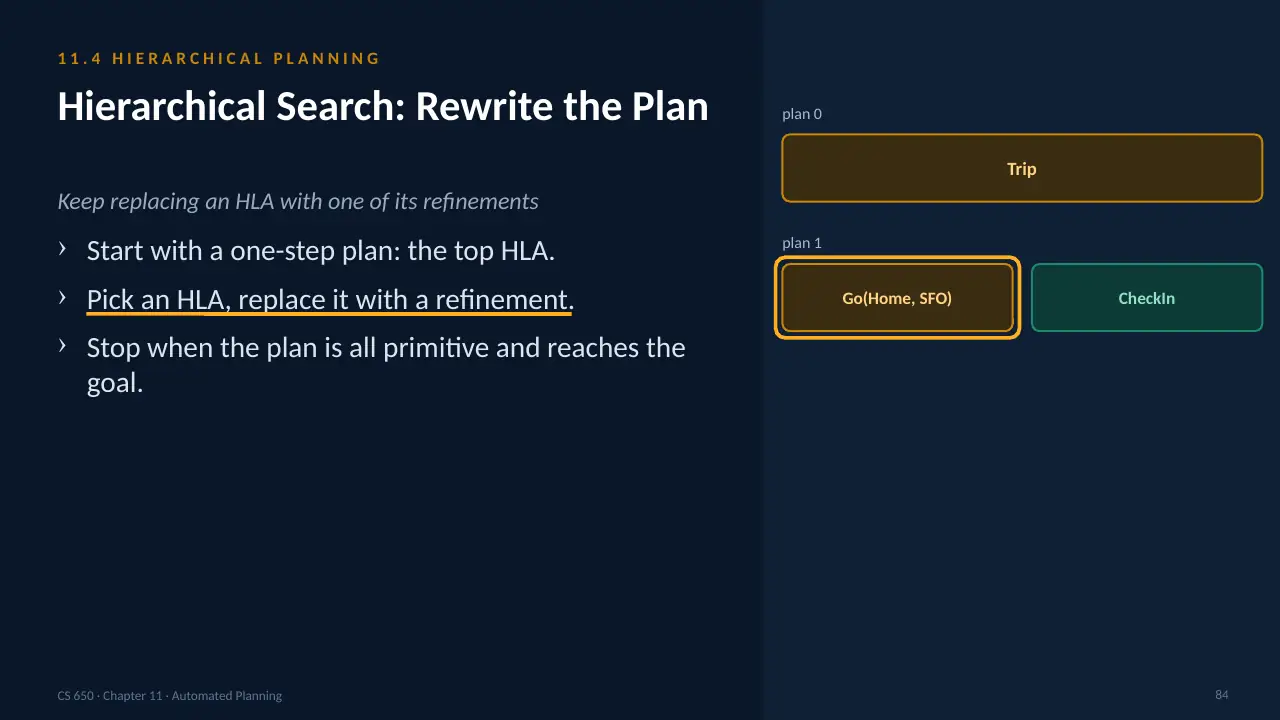 11.4 HIERARCHICAL PLANNING
Hierarchical Search: Rewrite the Plan
Keep replacing an HLA with one of its refinements
› Start with a one-step plan: the top HLA.
› Pick an HLA, replace it with a refinement.
› Stop when the plan is all primitive and reaches the
goal.
plan 0
Trip
plan 1
Go(Home, SFO)
CheckIn
CS 650 · Chapter 11 · Automated Planning
84